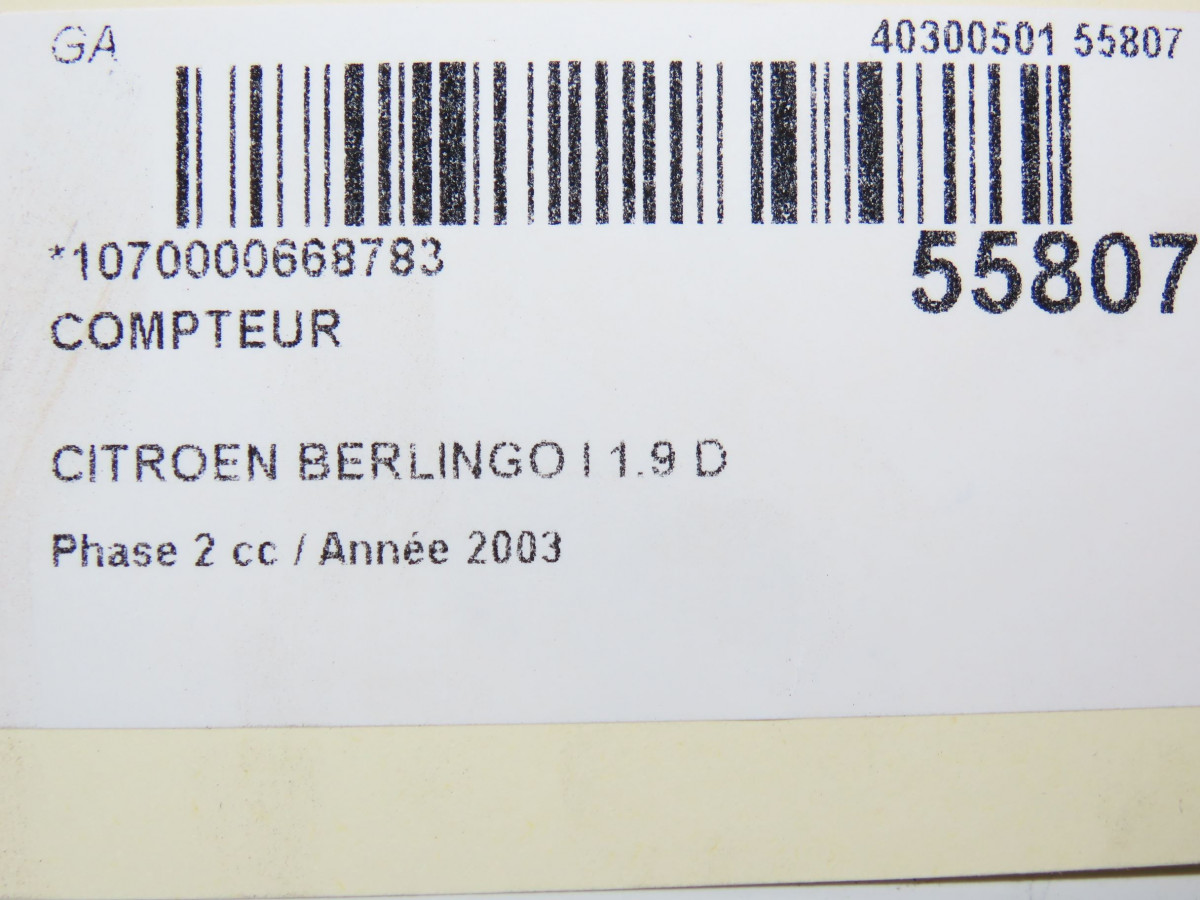 GA 40300501 55807
*1070000668783
55807
COMPTEUR
CITROEN BERLINGO I 1.9 D
Phase 2 cc / Année 2003